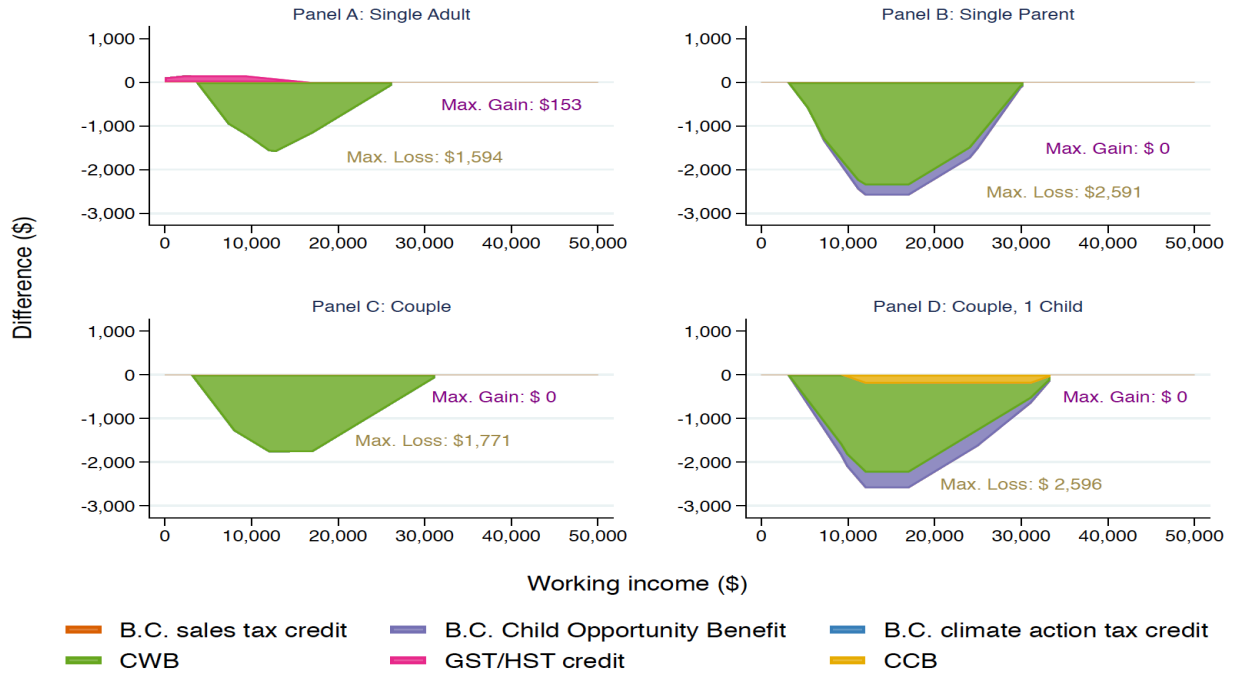 Panel A: Single Adult
Panel B: Single Parent
1,000
0
-1,000
-2,000
-3,000
Max. Gain: $153
Max. Loss: $1,594
0 10,000 20,000 30,000 40,000 50,000
1,000
0
-1,000
-2,000
-3,000
Max. Gain: $ 0
Max. Loss: $2,591
0 10,000 20,000 30,000 40,000 50,000
Difference ($)
Panel C: Couple
Panel D: Couple, 1 Child
1,000
0
-1,000
-2,000
-3,000
Max. Gain: $ 0
Max. Loss: $1,771
0 10,000 20,000 30,000 40,000 50,000
1,000
0
-1,000
-2,000
-3,000
Max. Gain: $ 0
Max. Loss: $ 2,596
0 10,000 20,000 30,000 40,000 50,000
Working income ($)
B.C. sales tax credit B.C. Child Opportunity Benefit B.C. climate action tax credit
CWB GST/HST credit CCB